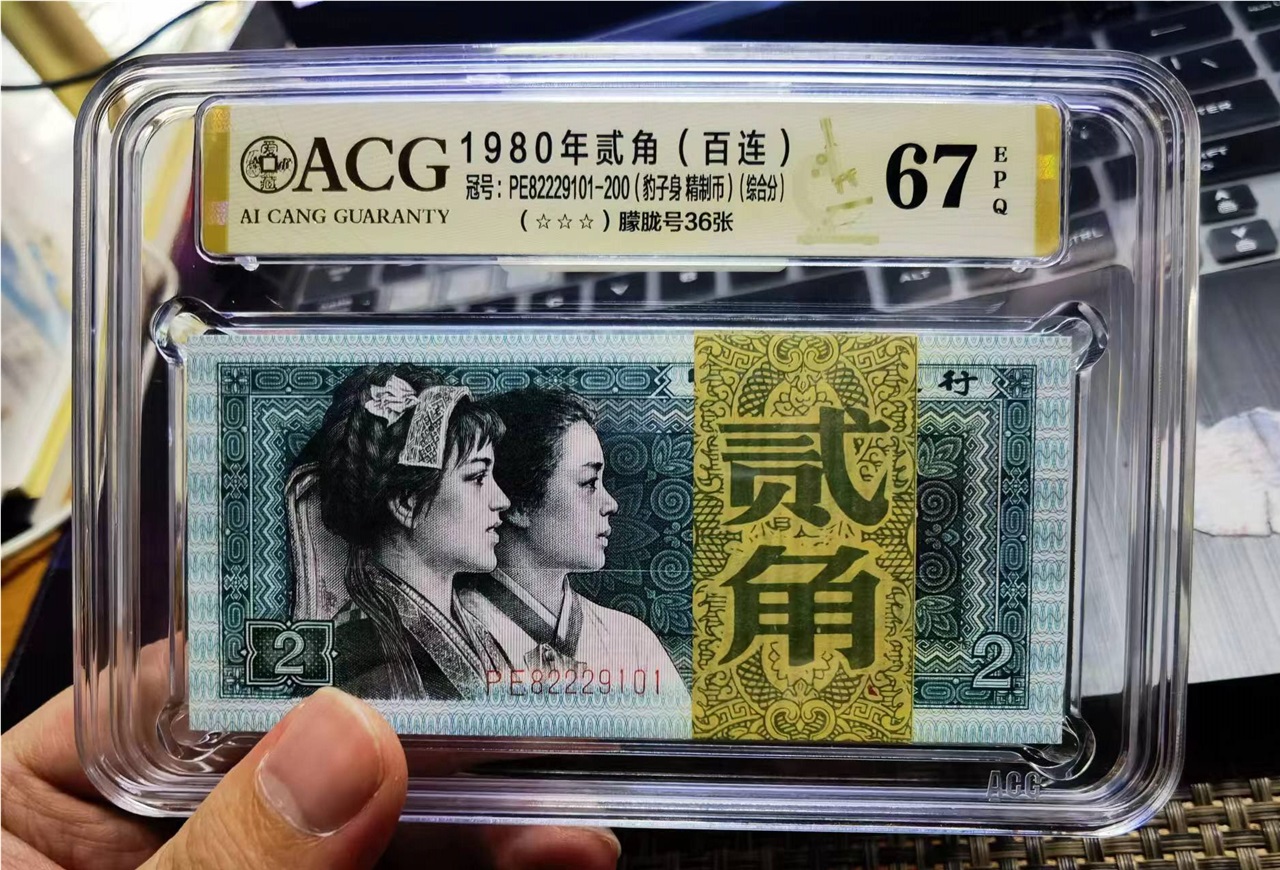 ACG
AI CANG GUARANTY
1980年贰角（百连）
冠号：PE82229101-200（豹子身 精制币）（综合分）
（☆☆☆）朦胧号36张
67
EPQ
行
贰角
2
PE82229101
2
ACG
CTRL
ALT